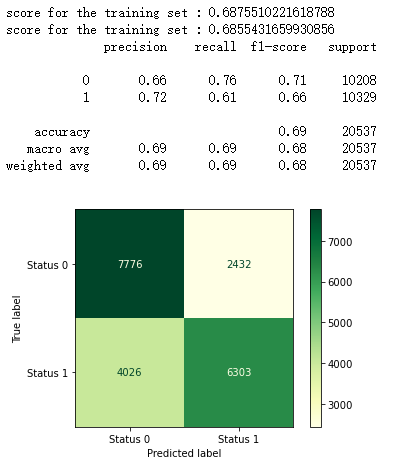 score for the training set : 0.6875510221618788
score for the training set : 0.6855431659930856
precision recall f1-score support
0 0.66 0.76 0.71 10208
1 0.72 0.61 0.66 10329
accuracy 0.69 20537
macro avg 0.69 0.69 0.68 20537
weighted avg 0.69 0.69 0.68 20537
7776 2432
4026 6303
Status 0
Status 1
True label
Status 0 Status 1
Predicted label
7000
6000
5000
4000
3000